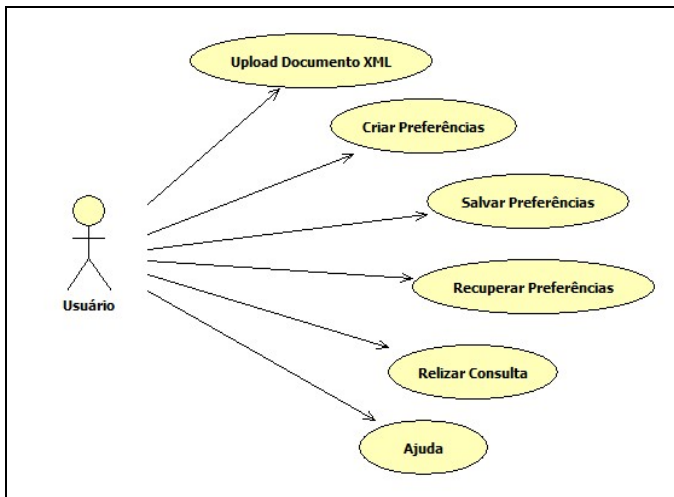 Upload Documento XML
Criar Preferências
Salvar Preferências
Recuperar Preferências
Usuário
Relizar Consulta
Ajuda